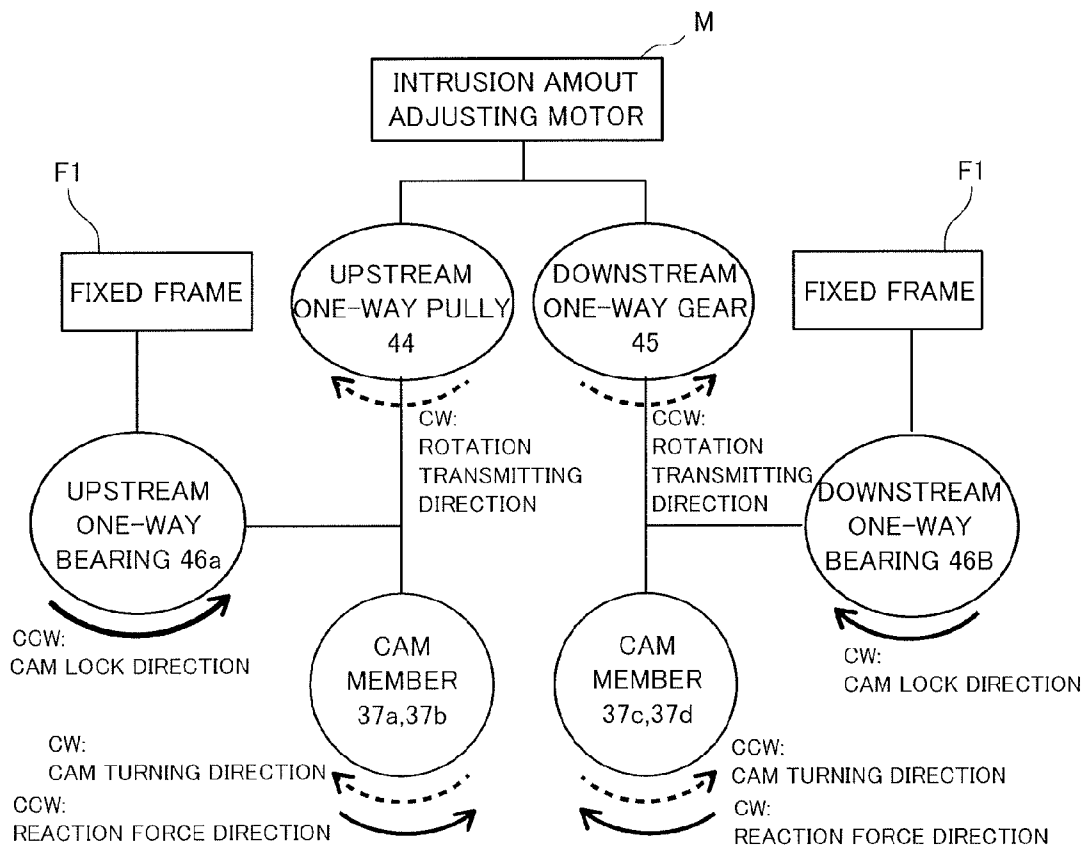 M
INTRUSION AMOUT
ADJUSTING MOTOR
F1
F1
FIXED FRAME
UPSTREAM
ONE-WAY PULLY
44
DOWNSTREAM
ONE-WAY GEAR
45
FIXED FRAME
CW:
ROTATION
TRANSMITTING
DIRECTION
CCW:
ROTATION
TRANSMITTING
DIRECTION
UPSTREAM
ONE-WAY
BEARING 46a
DOWNSTREAM
ONE-WAY
BEARING 46B
CCW:
CAM LOCK DIRECTION
CAM
MEMBER
37a,37b
CAM
MEMBER
37c,37d
CW:
CAM LOCK DIRECTION
CW:
CAM TURNING DIRECTION
CCW:
REACTION FORCE DIRECTION
CCW:
CAM TURNING DIRECTION
CW:
REACTION FORCE DIRECTION